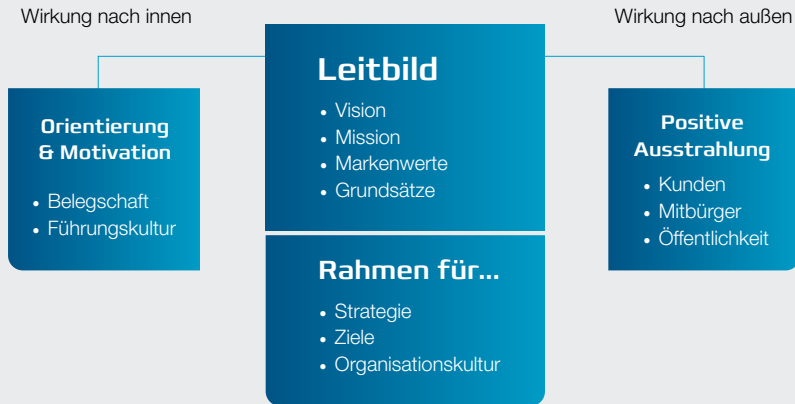 Wirkung nach innen
Wirkung nach außen
Leitbild
• Vision
• Mission
• Markenwerte
• Grundsätze
Orientierung
& Motivation
• Belegschaft
• Führungskultur
Positive
Ausstrahlung
• Kunden
• Mitbürger
• Öffentlichkeit
Rahmen für...
• Strategie
• Ziele
• Organisationskultur